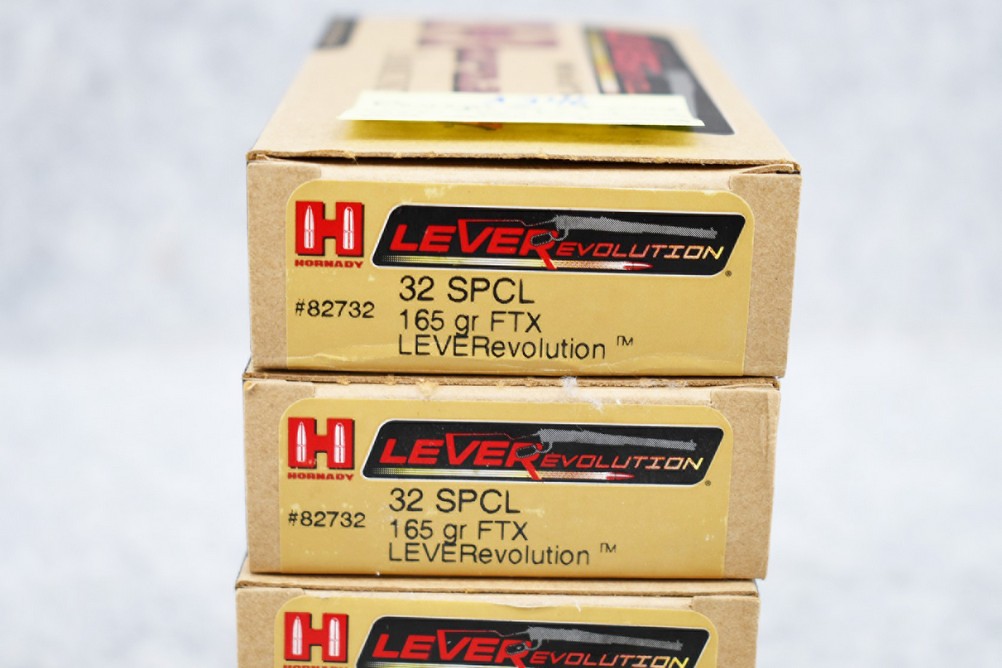 HORNADY
LEVEREVOLUTION
#82732
32 SPCL
165 gr FTX
LEVERevolution ™
HORNADY
LEVEREVOLUTION
#82732
32 SPCL
165 gr FTX
LEVERevolution ™
HORNADY
LEVEREVOLUTION